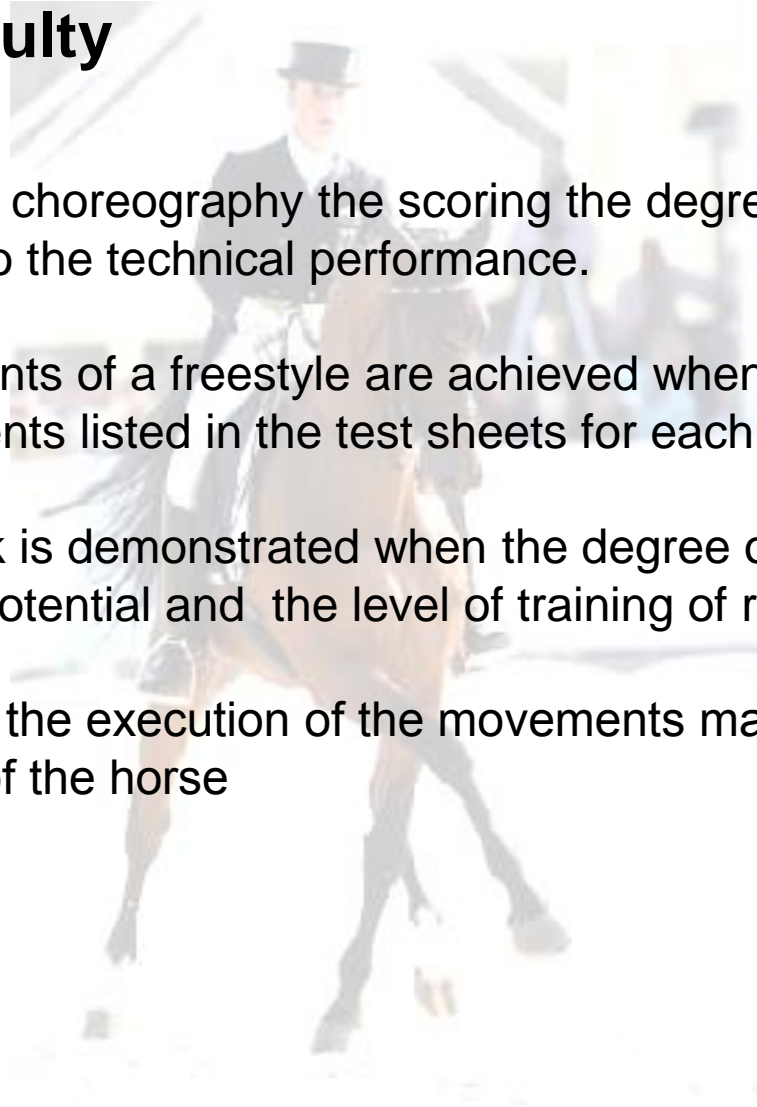 ulty
choreography the scoring the degre
o the technical performance.
nts of a freestyle are achieved when
nts listed in the test sheets for each
k is demonstrated when the degree o
otential and  the level of training of r
the execution of the movements ma
of the horse